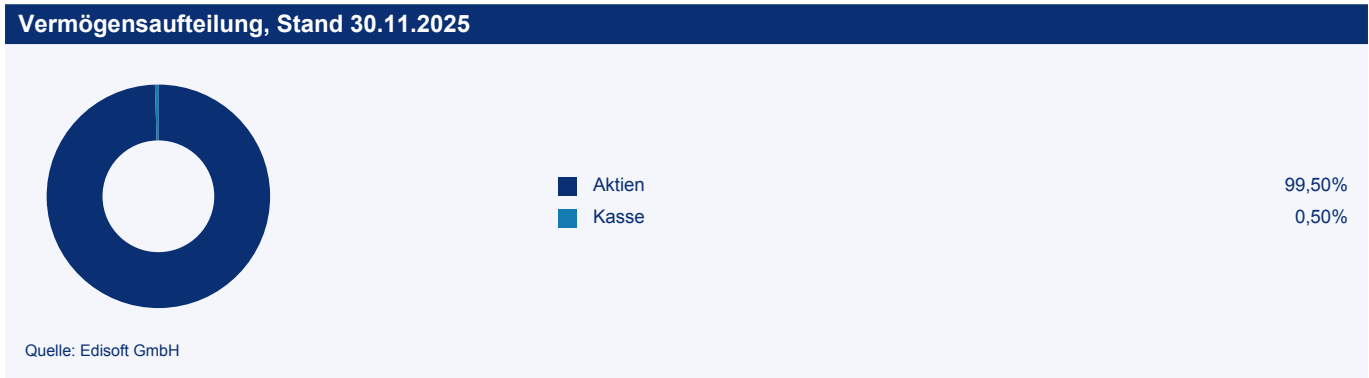 Vermögensaufteilung, Stand 30.11.2025
Aktien 99,50%
Kasse 0,50%
Quelle: Edisoft GmbH